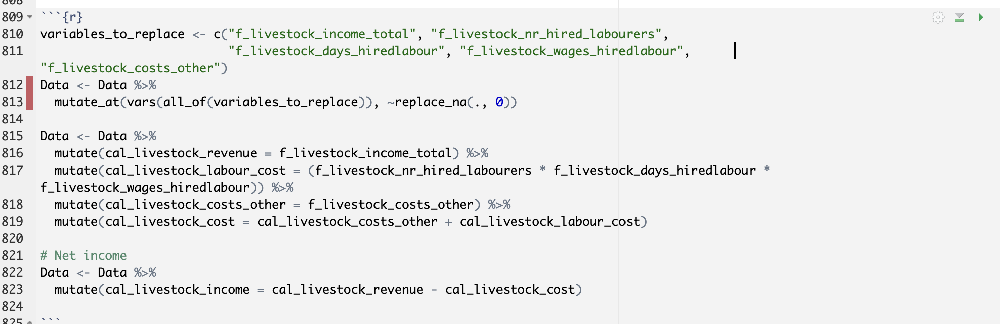 808
809 ```{r}
810 variables_to_replace <- c("f_livestock_income_total", "f_livestock_nr_hired_labourers",
811                           "f_livestock_days_hiredlabour", "f_livestock_wages_hiredlabour",
"f_livestock_costs_other")
812 Data <- Data %>%
813   mutate_at(vars(all_of(variables_to_replace)), ~replace_na(., 0))
814
815 Data <- Data %>%
816   mutate(cal_livestock_revenue = f_livestock_income_total) %>%
817   mutate(cal_livestock_labour_cost = (f_livestock_nr_hired_labourers * f_livestock_days_hiredlabour *
f_livestock_wages_hiredlabour)) %>%
818   mutate(cal_livestock_costs_other = f_livestock_costs_other) %>%
819   mutate(cal_livestock_cost = cal_livestock_costs_other + cal_livestock_labour_cost)
820
821 # Net income
822 Data <- Data %>%
823   mutate(cal_livestock_income = cal_livestock_revenue - cal_livestock_cost)
824
825 ```